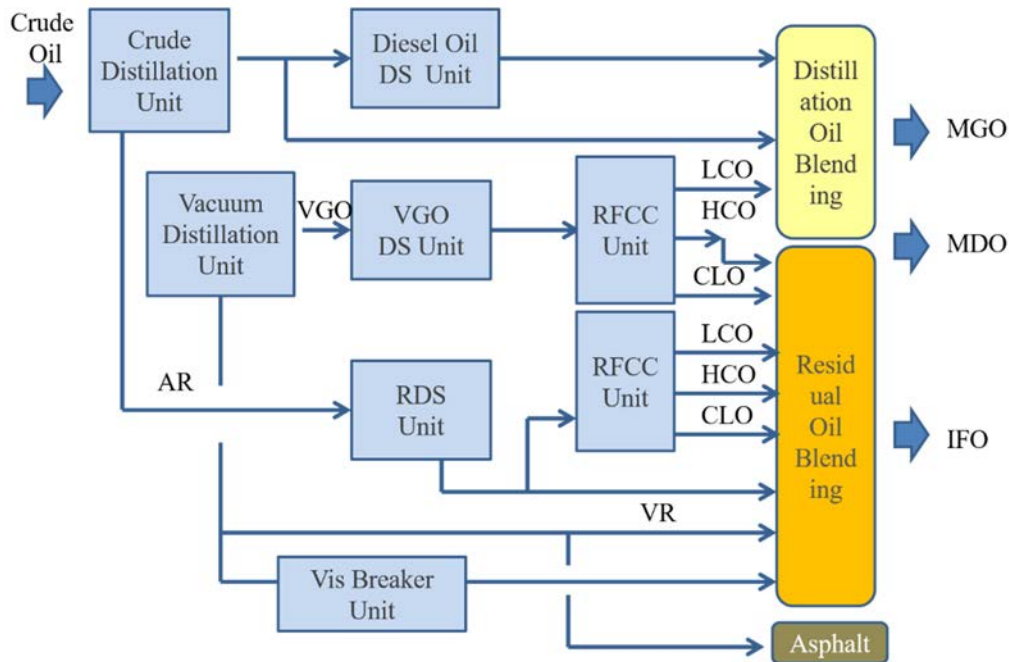 Crude
Oil
Crude
Distillation
Unit
Diesel Oil
DS Unit
Distill
ation
Oil
Blend
ing
MGO
Vacuum
Distillation
Unit
VGO
VGO
DS Unit
RFCC
Unit
LCO
HCO
CLO
MDO
AR
RDS
Unit
RFCC
Unit
LCO
HCO
CLO
Resid
ual
Oil
Blend
ing
IFO
VR
Vis Breaker
Unit
Asphalt